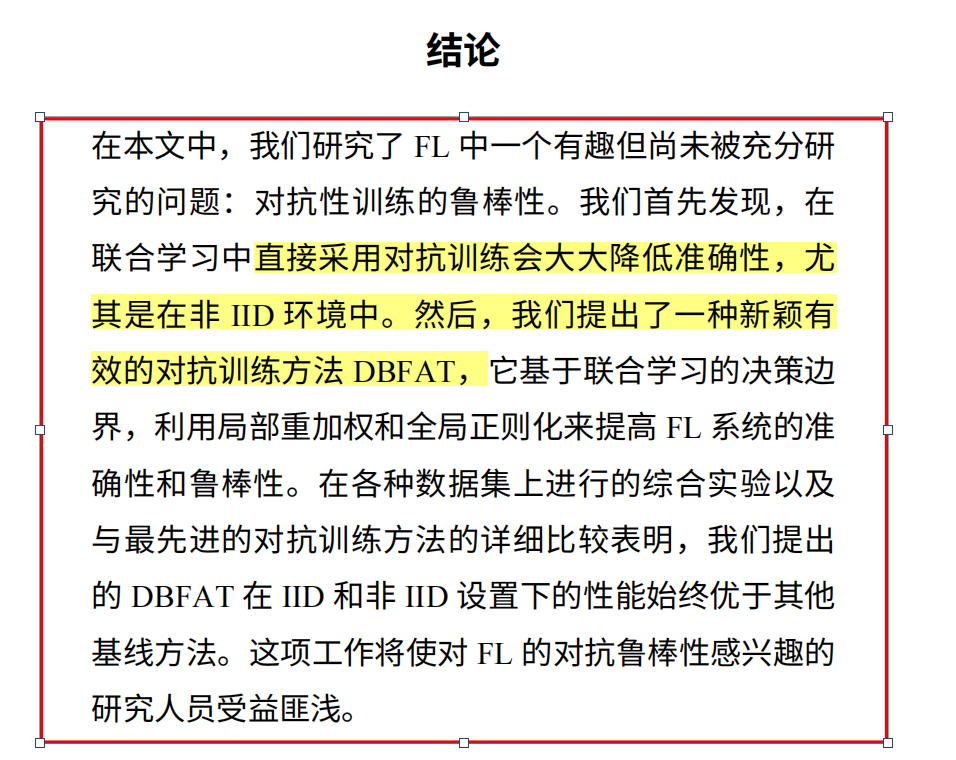 结论
在本文中，我们研究了 FL 中一个有趣但尚未被充分研
究的问题：对抗性训练的鲁棒性。我们首先发现，在
联合学习中直接采用对抗训练会大大降低准确性，尤
其是在非 IID 环境中。然后，我们提出了一种新颖有
效的对抗训练方法 DBFAT，它基于联合学习的决策边
界，利用局部重加权和全局正则化来提高 FL 系统的准
确性和鲁棒性。在各种数据集上进行的综合实验以及
与最先进的对抗训练方法的详细比较表明，我们提出
的 DBFAT 在 IID 和非 IID 设置下的性能始终优于其他
基线方法。这项工作将使对 FL 的对抗鲁棒性感兴趣的
研究人员受益匪浅。